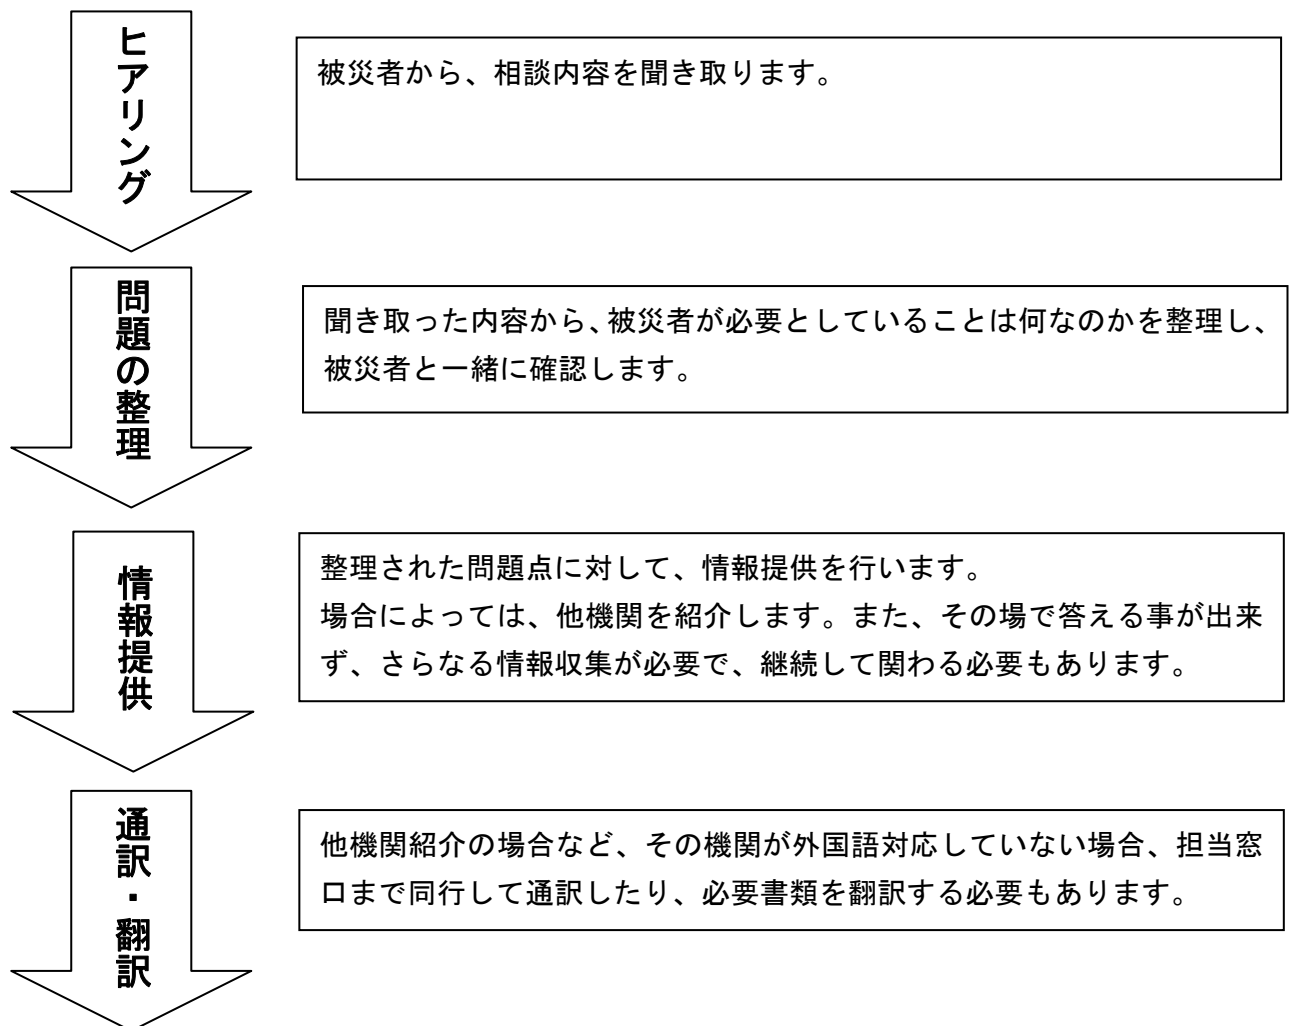 ヒアリング
被災者から、相談内容を聞き取ります。
問題の整理
聞き取った内容から、被災者が必要としていることは何なのかを整理し、
被災者と一緒に確認します。
情報提供
整理された問題点に対して、情報提供を行います。
場合によっては、他機関を紹介します。また、その場で答える事が出来
ず、さらなる情報収集が必要で、継続して関わる必要もあります。
通訳・翻訳
他機関紹介の場合など、その機関が外国語対応していない場合、担当窓
口まで同行して通訳したり、必要書類を翻訳する必要もあります。